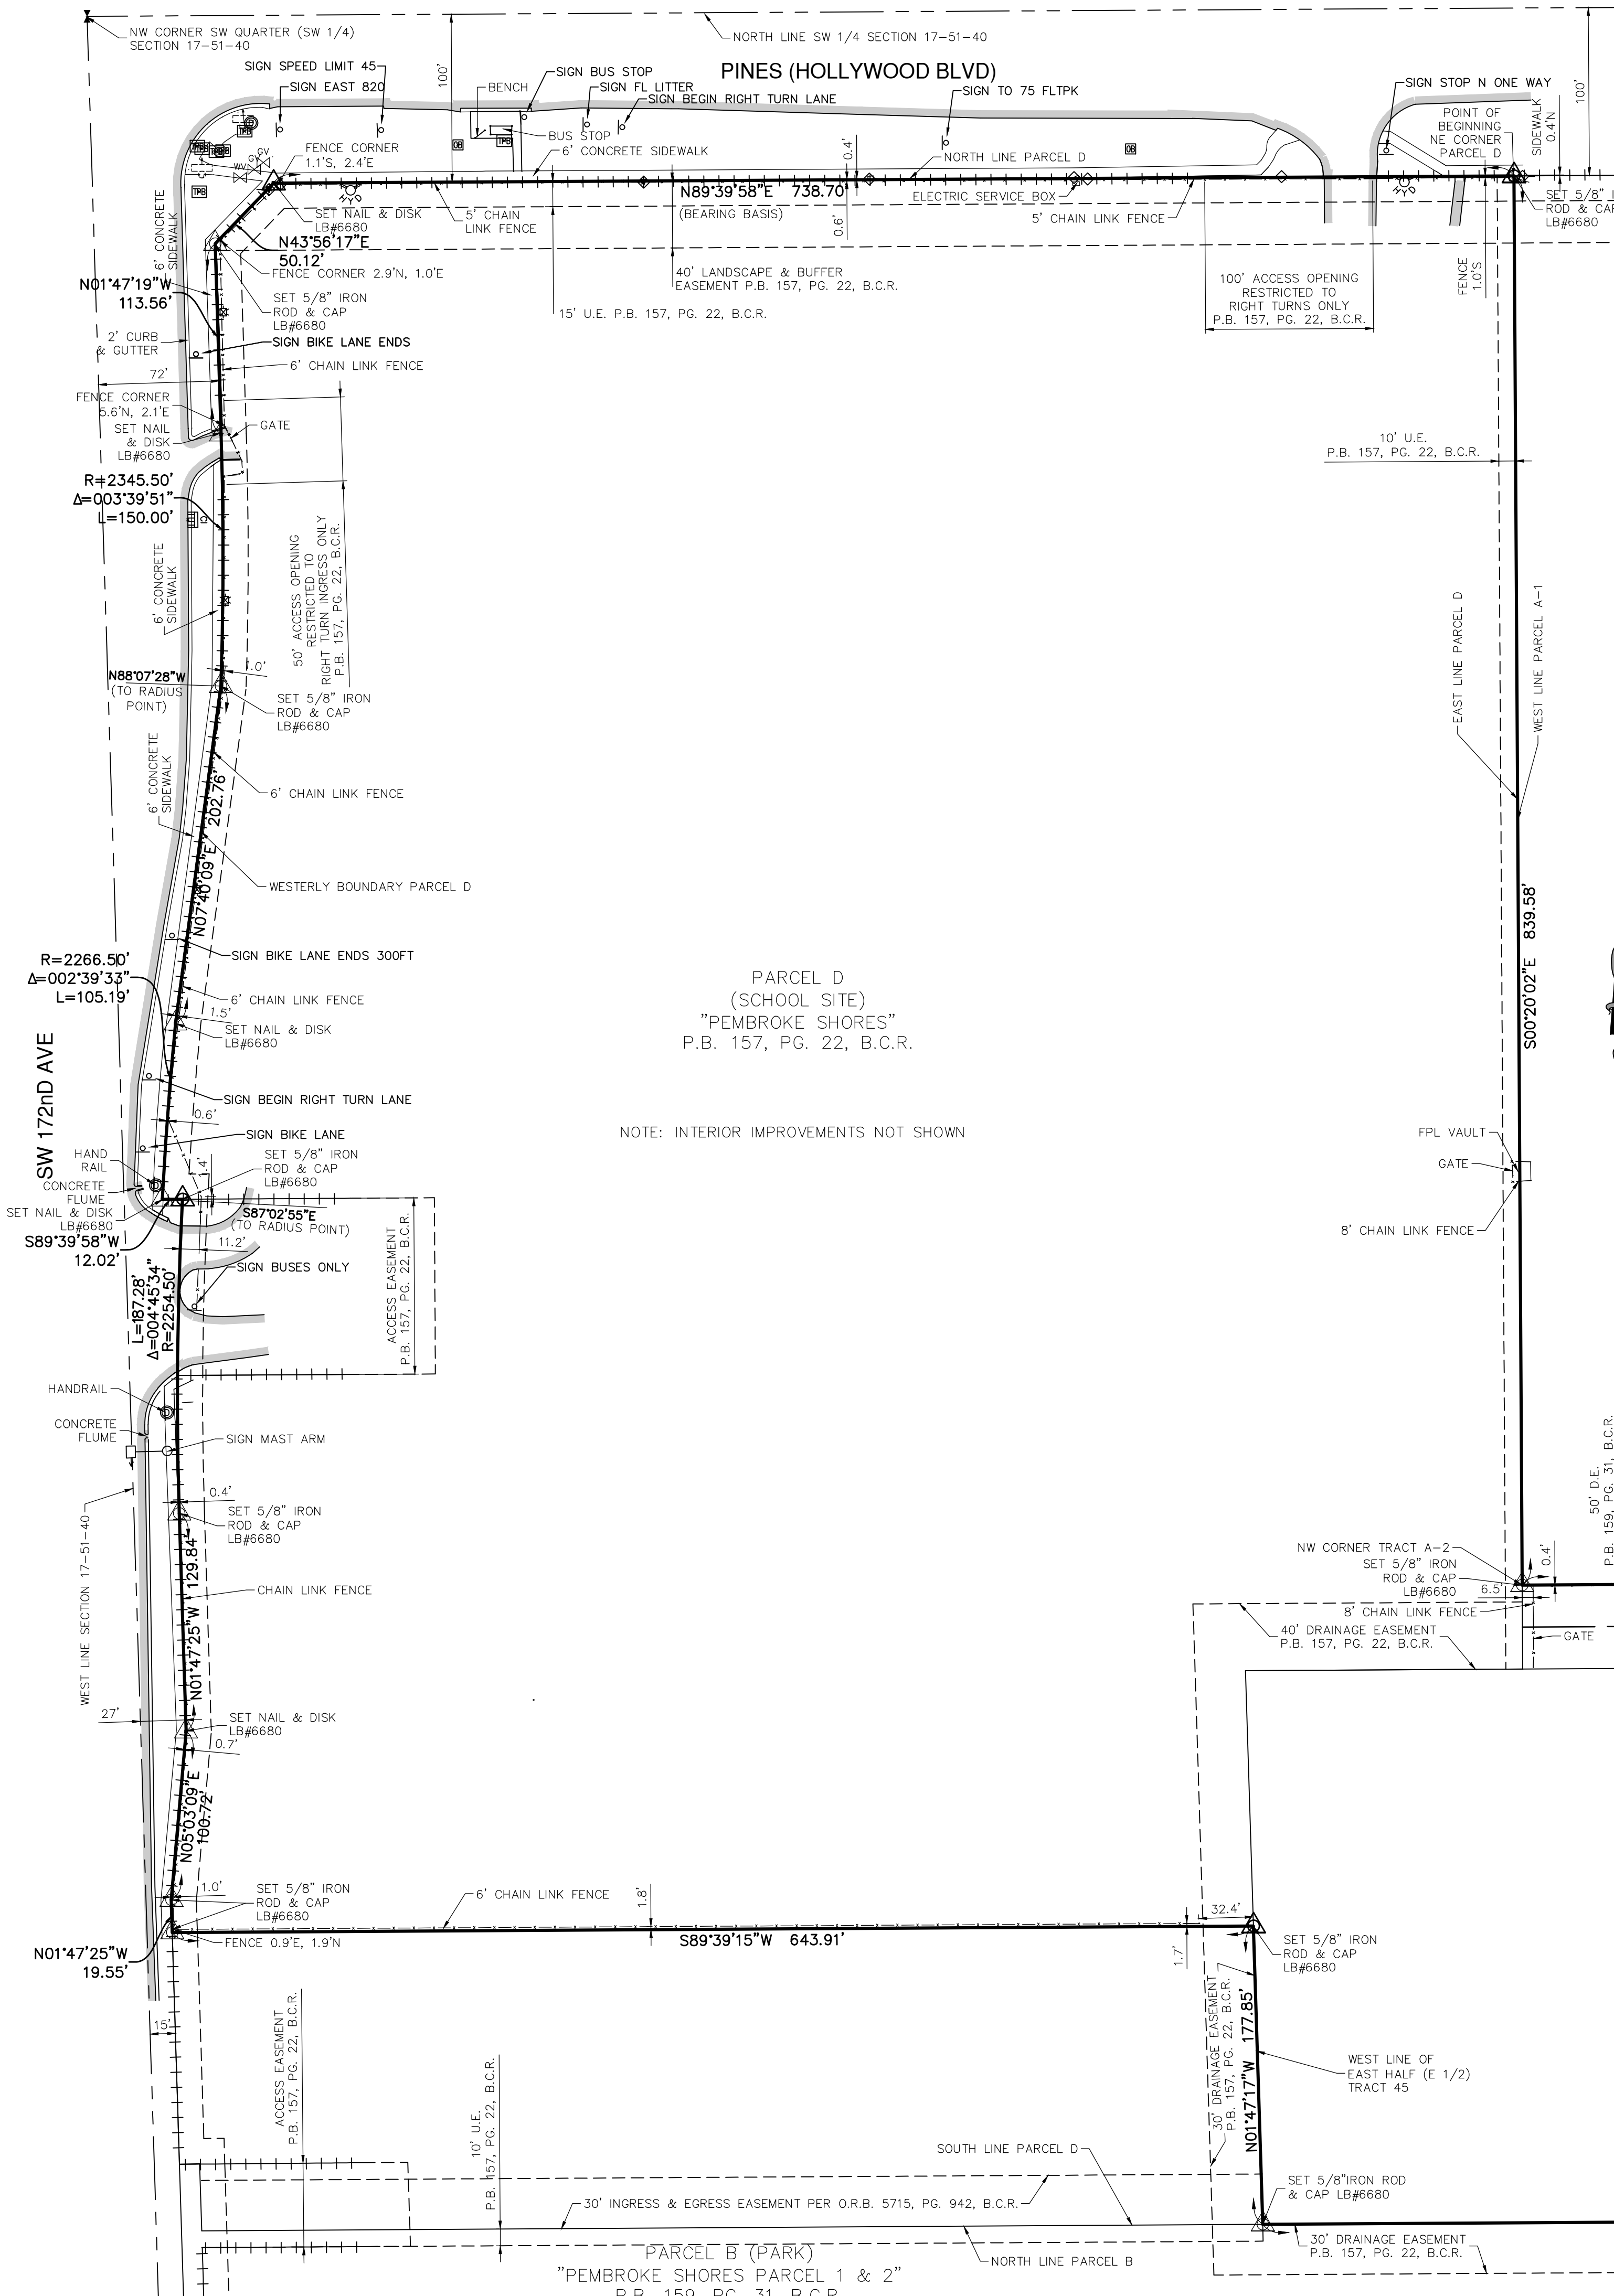 NW CORNER SW QUARTER (SW 1/4)
SECTION 17-51-40
NORTH LINE SW 1/4 SECTION 17-51-40
100'
100'
PINES (HOLLYWOOD BLVD)
SIGN SPEED LIMIT 45
SIGN EAST 820
BENCH
SIGN BUS STOP
SIGN FL LITTER
SIGN BEGIN RIGHT TURN LANE
SIGN TO 75 FLTPK
SIGN STOP N ONE WAY
BUS STOP
6' CONCRETE SIDEWALK
0.4'
NORTH LINE PARCEL D
POINT OF
BEGINNING
NE CORNER
PARCEL D
SIDEWALK
0.4'N
TPB
TPB
TPB
OB
OB
WV
GV
GV
HYD
HYD
FENCE CORNER
1.1'S, 2.4'E
SET NAIL & DISK
LB#6680
5' CHAIN
LINK FENCE
N89°39'58"E 738.70'
(BEARING BASIS)
0.6'
ELECTRIC SERVICE BOX
5' CHAIN LINK FENCE
SET 5/8" I
ROD & CAP
LB#6680
FENCE
1.0'S
6' CONCRETE
SIDEWALK
N43°56'17"E
50.12'
FENCE CORNER 2.9'N, 1.0'E
40' LANDSCAPE & BUFFER
EASEMENT P.B. 157, PG. 22, B.C.R.
15' U.E. P.B. 157, PG. 22, B.C.R.
100' ACCESS OPENING
RESTRICTED TO
RIGHT TURNS ONLY
P.B. 157, PG. 22, B.C.R.
N01°47'19"W
113.56'
SET 5/8" IRON
ROD & CAP
LB#6680
2' CURB
& GUTTER
SIGN BIKE LANE ENDS
6' CHAIN LINK FENCE
72'
FENCE CORNER
5.6'N, 2.1'E
SET NAIL
& DISK
LB#6680
GATE
10' U.E.
P.B. 157, PG. 22, B.C.R.
R=2345.50'
Δ=003°39'51"
L=150.00'
50' ACCESS OPENING
RESTRICTED TO
RIGHT TURN INGRESS ONLY
P.B. 157, PG. 22, B.C.R.
6' CONCRETE
SIDEWALK
EAST LINE PARCEL D
WEST LINE PARCEL A-1
N88°07'28"W
(TO RADIUS
POINT)
1.0'
SET 5/8" IRON
ROD & CAP
LB#6680
6' CONCRETE
SIDEWALK
6' CHAIN LINK FENCE
N07°40'09"E 202.76'
WESTERLY BOUNDARY PARCEL D
SIGN BIKE LANE ENDS 300FT
R=2266.50'
Δ=002°39'33"
L=105.19'
6' CHAIN LINK FENCE
1.5'
SET NAIL & DISK
LB#6680
PARCEL D
(SCHOOL SITE)
"PEMBROKE SHORES"
P.B. 157, PG. 22, B.C.R.
S00°20'02"E 839.58'
SW 172nD AVE
SIGN BEGIN RIGHT TURN LANE
0.6'
NOTE: INTERIOR IMPROVEMENTS NOT SHOWN
SIGN BIKE LANE
HAND
RAIL
1.4'
SET 5/8" IRON
ROD & CAP
LB#6680
CONCRETE
FLUME
SET NAIL & DISK
LB#6680
S87°02'55"E
(TO RADIUS POINT)
S89°39'58"W
12.02'
11.2'
FPL VAULT
GATE
8' CHAIN LINK FENCE
SIGN BUSES ONLY
L=187.28'
Δ=004°45'34"
R=2254.50'
ACCESS EASEMENT
P.B. 157, PG. 22, B.C.R.
HANDRAIL
CONCRETE
FLUME
SIGN MAST ARM
0.4'
SET 5/8" IRON
ROD & CAP
LB#6680
WEST LINE SECTION 17-51-40
N01°47'25"W 129.84'
CHAIN LINK FENCE
50' D.E.
P.B. 159, PG. 31, B.C.R.
NW CORNER TRACT A-2
SET 5/8" IRON
ROD & CAP
LB#6680
0.4'
6.5'
8' CHAIN LINK FENCE
GATE
40' DRAINAGE EASEMENT
P.B. 157, PG. 22, B.C.R.
27'
SET NAIL & DISK
LB#6680
0.7'
N05°03'09"E
100.72'
1.0'
SET 5/8" IRON
ROD & CAP
LB#6680
6' CHAIN LINK FENCE
1.8'
32.4'
FENCE 0.9'E, 1.9'N
S89°39'15"W 643.91'
1.7'
SET 5/8" IRON
ROD & CAP
LB#6680
N01°47'25"W
19.55'
15'
ACCESS EASEMENT
P.B. 157, PG. 22, B.C.R.
10' U.E.
P.B. 157, PG. 22, B.C.R.
30' DRAINAGE EASEMENT
P.B. 157, PG. 22, B.C.R.
N01°47'17"W 177.85'
WEST LINE OF
EAST HALF (E 1/2)
TRACT 45
SOUTH LINE PARCEL D
30' INGRESS & EGRESS EASEMENT PER O.R.B. 5715, PG. 942, B.C.R.
SET 5/8"IRON ROD
& CAP LB#6680
30' DRAINAGE EASEMENT
P.B. 157, PG. 22, B.C.R.
NORTH LINE PARCEL B
PARCEL B (PARK)
"PEMBROKE SHORES PARCEL 1 & 2"
P.B. 159, PG. 31, B.C.R.